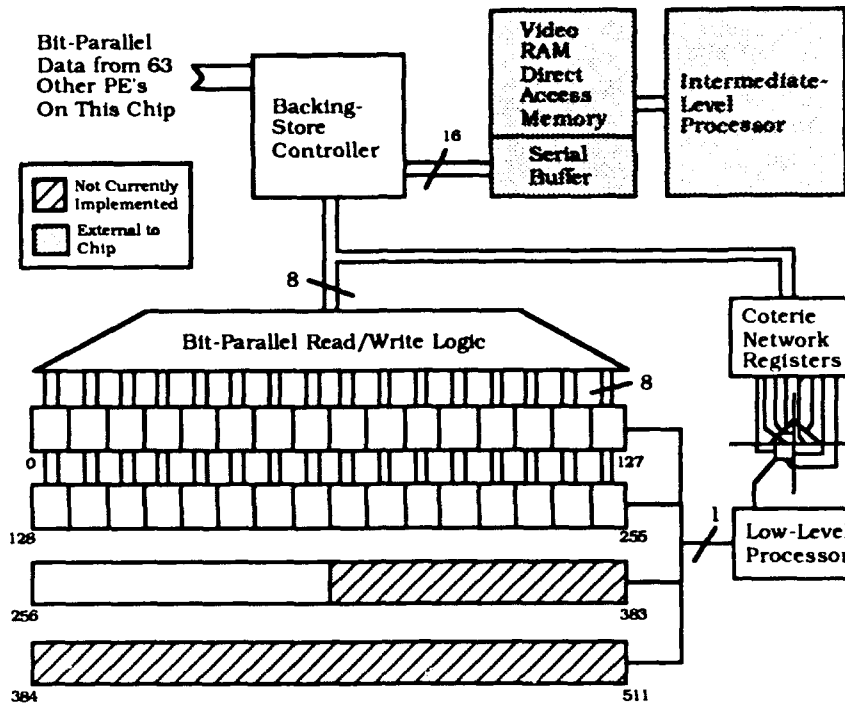 Bit-Parallel
Data from 63
Other PE's
On This Chip
Backing-
Store
Controller
16
Video
RAM
Direct
Access
Memory
Serial
Buffer
Intermediate-
Level
Processor
Not Currently
Implemented
External to
Chip
8
Bit-Parallel Read/Write Logic
8
Coterie
Network
Registers
0
127
128
255
1
Low-Level
Processor
256
383
384
511